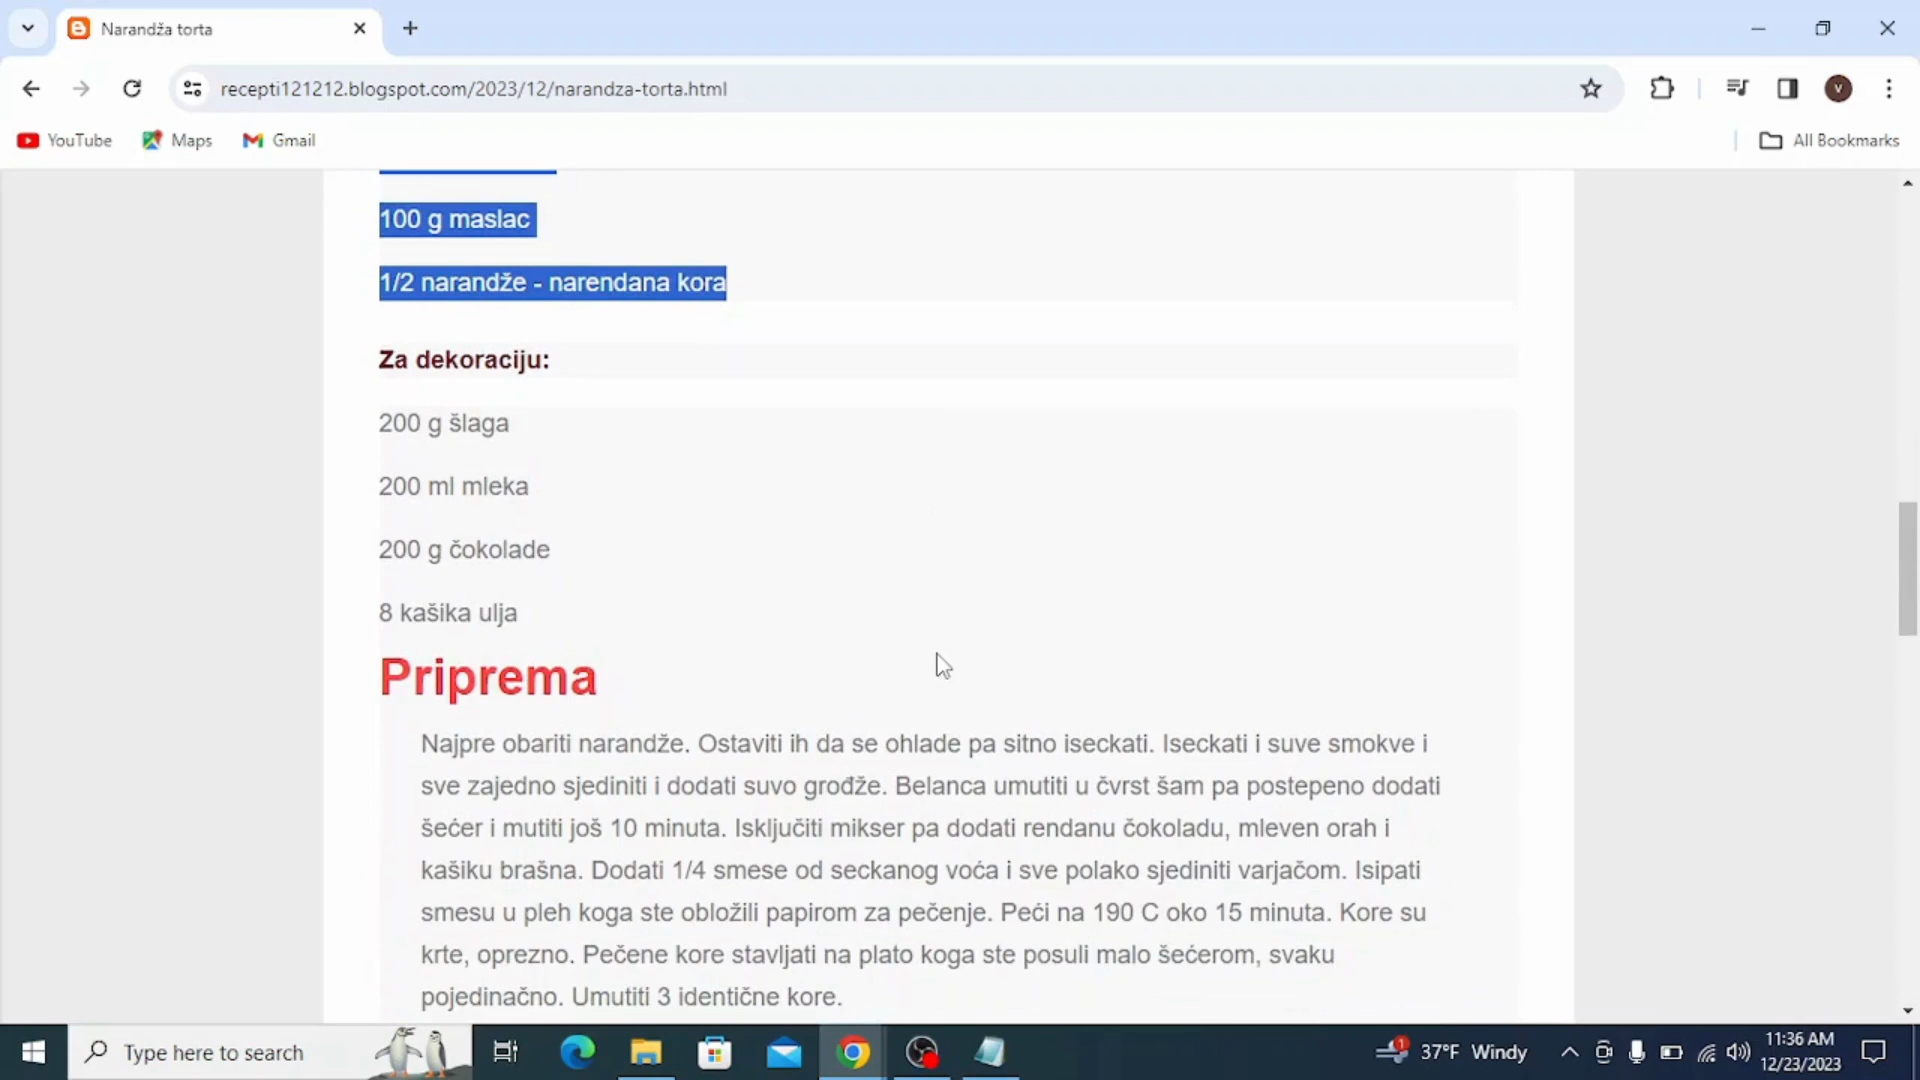 Narandža torta
recepti121212.blogspot.com/2023/12/narandza-torta.html
V
YouTube
Maps
Gmail
All Bookmarks
100 g maslac
1/2 narandže - narendana kora
Za dekoraciju:
200 g šlaga
200 ml mleka
200 g čokolade
8 kašika ulja
Priprema
Najpre obariti narandže. Ostaviti ih da se ohlade pa sitno iseckati. Iseckati i suve smokve i
sve zajedno sjediniti i dodati suvo grođže. Belanca umutiti u čvrst šam pa postepeno dodati
šećer i mutiti još 10 minuta. Isključiti mikser pa dodati rendanu čokoladu, mleven orah i
kašiku brašna. Dodati 1/4 smese od seckanog voća i sve polako sjediniti varjačom. Isipati
smesu u pleh koga ste obložili papirom za pečenje. Peći na 190 C oko 15 minuta. Kore su
krte, oprezno. Pečene kore stavljati na plato koga ste posuli malo šećerom, svaku
pojedinačno. Umutiti 3 identične kore.
Type here to search
37°F Windy
11:36 AM
12/23/2023